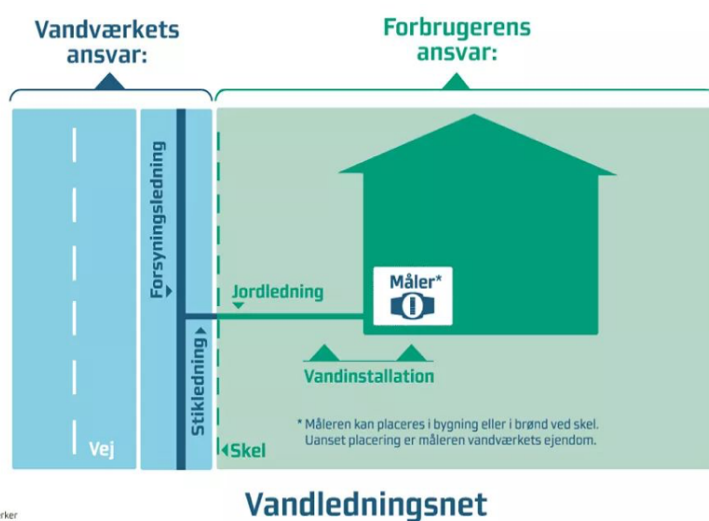 Vandværkets
ansvar:
Forbrugerens
ansvar:
Forsyningsledning
Stikledning
Vej
Jordledning
Måler*
Vandinstallation
* Måleren kan placeres i bygning eller i brønd ved skel.
Uanset placering er måleren vandværkets ejendom.
Skel
Vandledningsnet